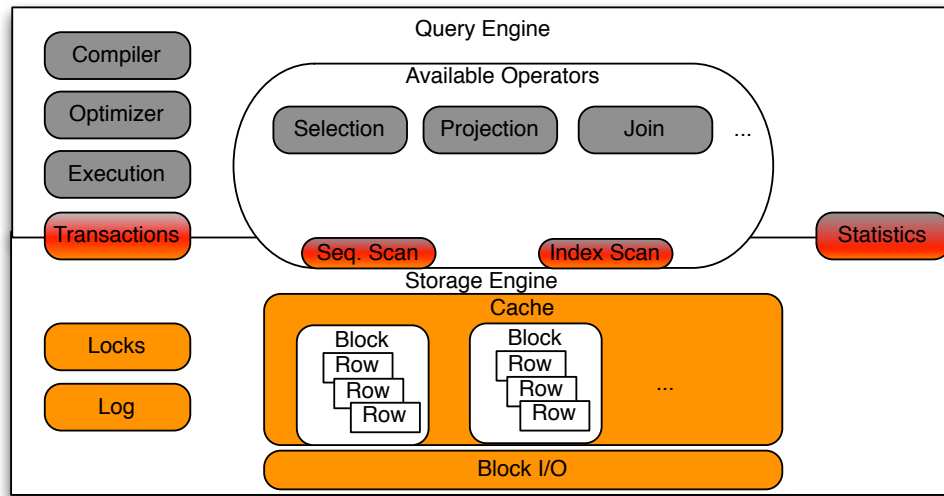 Query Engine
Compiler
Available Operators
Optimizer
Selection
Projection
Join
...
Execution
Transactions
Statistics
Seq. Scan
Index Scan
Storage Engine
Cache
Locks
Block
Row
Row
Row
Block
Row
Row
Row
...
Log
Block I/O